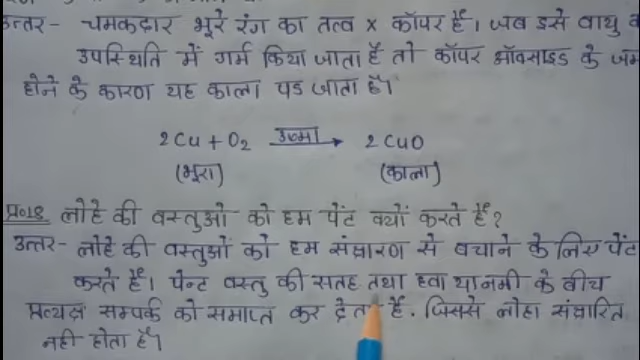 उत्तर- चमकदार भूरे रंग का तत्व x कॉपर हैं। जब इसे वायु
उपस्थिति में गर्म किया जाता हैं तो कॉपर ऑक्साइड के जम
होने के कारण यह काला पड जाता हैं।
2Cu + O2 ऊष्मा→ 2CuO
(भूरा) (काला)
प्र०18. लोहे की वस्तुओं को हम पेंट क्यों करते हैं?
उत्तर- लोहे की वस्तुओं को हम संक्षारण से बचाने के लिए पेंट
करते हैं। पेन्ट वस्तु की सतह तथा हवा या नमी के बीच
प्रत्यक्ष सम्पर्क को समाप्त कर देता हैं. जिससे लोहा संक्षारित
नही होता हैं।